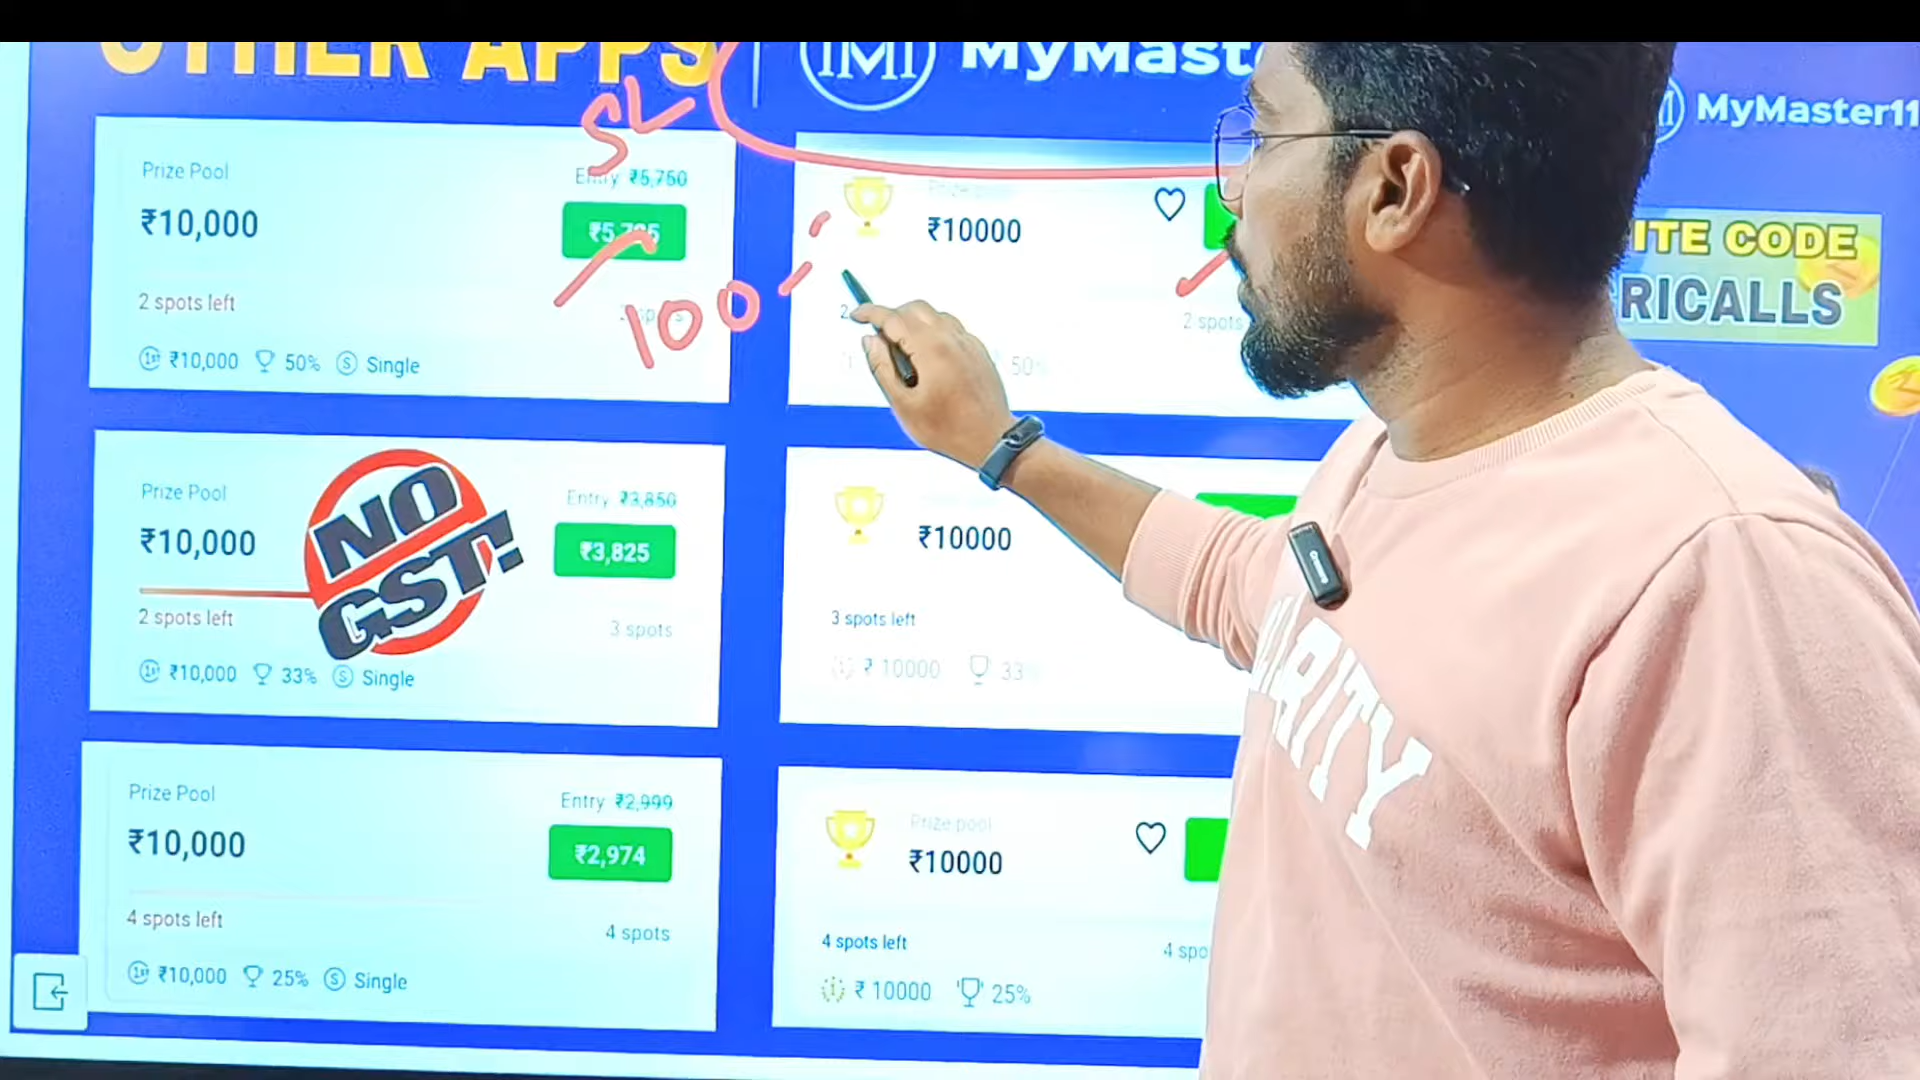 OTHER APPS
MyMast
MyMaster11
SL
Prize Pool
Entry ₹5,750
₹10,000
2 spots left
100
₹10,000 50% S Single
₹10000
2 spots
50%
ITE CODE
RICALLS
Prize Pool
Entry ₹3,850
₹10,000
₹3,825
NO
GST!
2 spots left
3 spots
1st ₹10,000 33% S Single
₹10000
3 spots left
₹ 10000 33%
Prize Pool
Entry ₹2,999
₹10,000
₹2,974
4 spots left
4 spots
1st ₹10,000 25% S Single
Prize pool
₹10000
4 spots left
4 spo
₹ 10000 25%